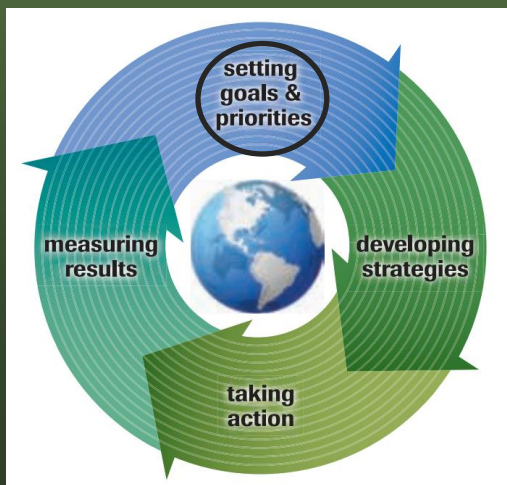 setting
goals &
priorities
developing
strategies
taking
action
measuring
results